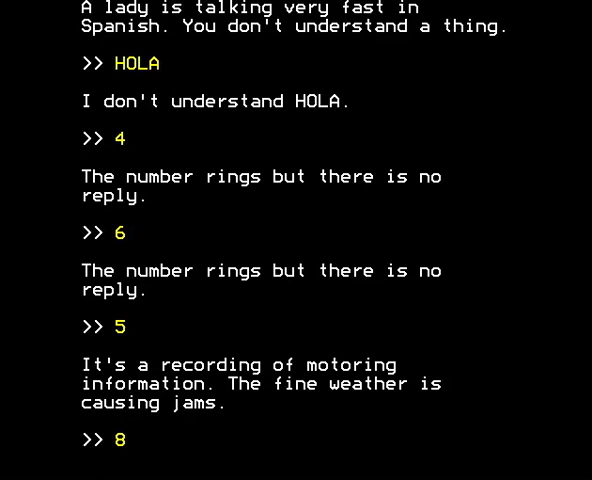 A lady is talking very fast in
Spanish. You don't understand a thing.
>> HOLA
I don't understand HOLA.
>> 4
The number rings but there is no
reply.
>> 6
The number rings but there is no
reply.
>> 5
It's a recording of motoring
information. The fine weather is
causing jams.
>> 8